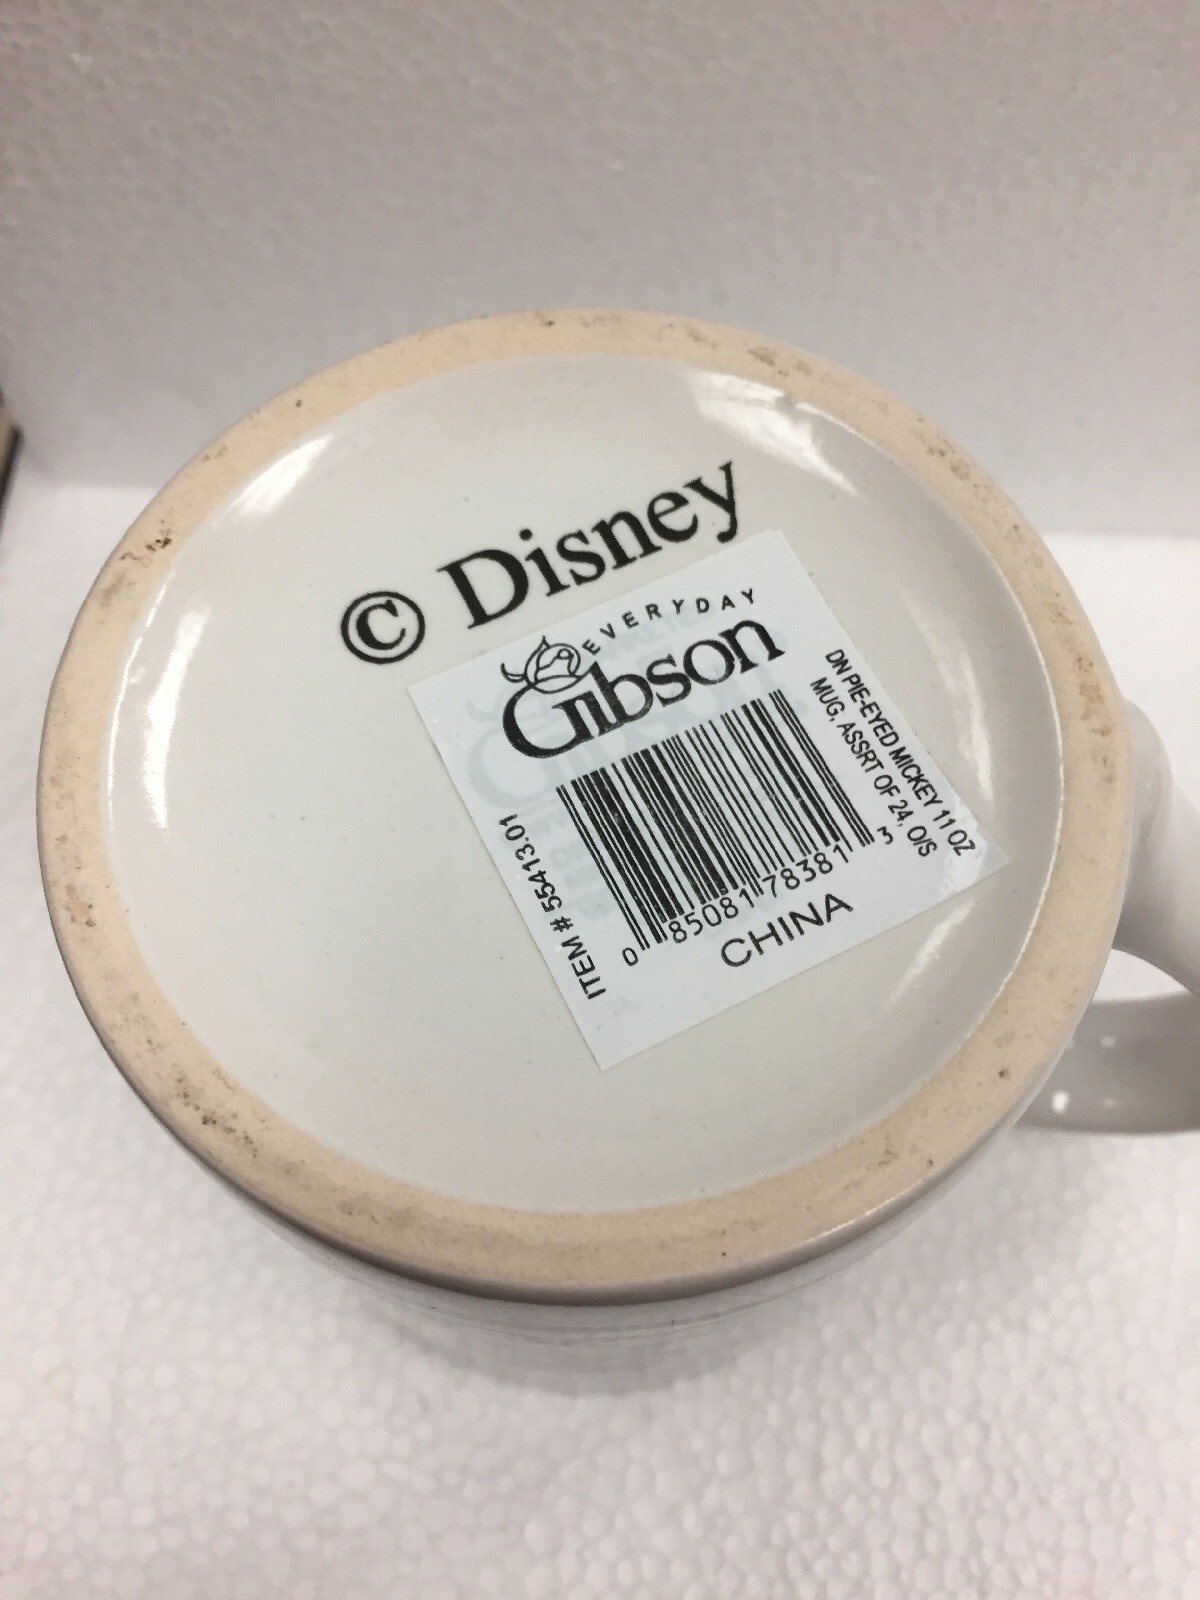 © Disney
EVERYDAY
Gibson
DN PIE-EYED MICKEY 11 OZ
MUG, ASSRT OF 24, O/S
ITEM # 55413.01
0 85081 78381 3
CHINA